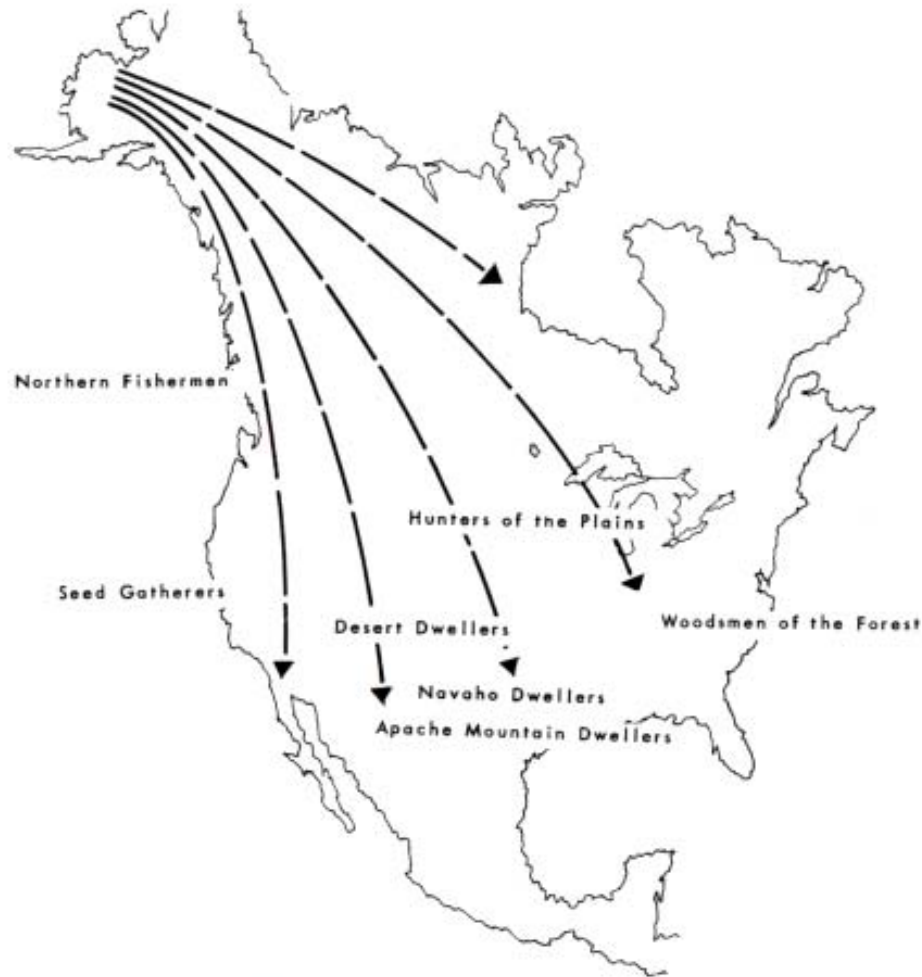 Northern Fishermen
Hunters of the Plains
Seed Gatherers
Desert Dwellers
Woodsmen of the Forest
Navaho Dwellers
Apache Mountain Dwellers